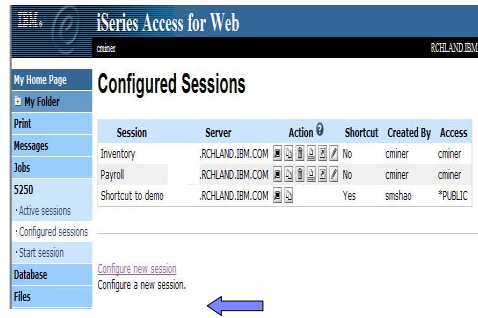 IBM.
iSeries Access for Web
cminer RCHLAND.IBM
My Home Page
My Folder
Print
Messages
Jobs
5250
• Active sessions
• Configured sessions
• Start session
Database
Files
Configured Sessions
Session Server Action ? Shortcut Created By Access
Inventory .RCHLAND.IBM.COM No cminer cminer
Payroll .RCHLAND.IBM.COM No cminer cminer
Shortcut to demo .RCHLAND.IBM.COM Yes smshao *PUBLIC
Configure new session
Configure a new session.